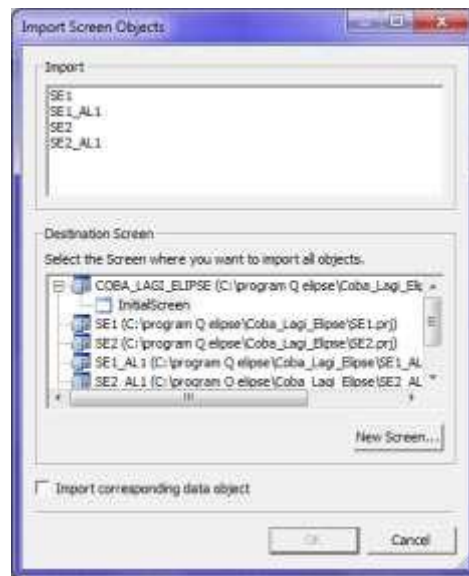 Import Screen Objects
Import
SE1
SE1_AL1
SE2
SE2_AL1
Destination Screen
Select the Screen where you want to import all objects.
COBA_LAGI_ELIPSE (C:\program Q elipse\Coba_Lagi_Elip
InitialScreen
SE1 (C:\program Q elipse\Coba_Lagi_Elipse\SE1.prj)
SE2 (C:\program Q elipse\Coba_Lagi_Elipse\SE2.prj)
SE1_AL1 (C:\program Q elipse\Coba_Lagi_Elipse\SE1_AL
SE2_AL1 (C:\program Q elipse\Coba_Lagi_Elipse\SE2_AL
New Screen...
Import corresponding data object
OK
Cancel